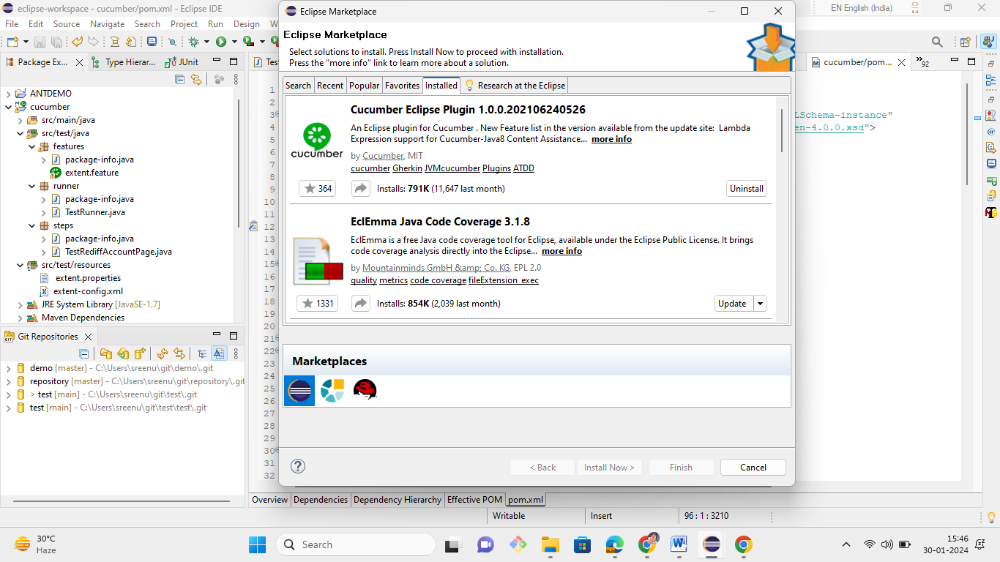 eclipse-workspace - cucumber/pom.xml - Eclipse IDE
File Edit Source Navigate Search Project Run Design W
Package Ex...
Type Hierar...
JUnit
ANTDEMO
cucumber
src/main/java
src/test/java
features
package-info.java
extent.feature
runner
package-info.java
TestRunner.java
steps
package-info.java
TestRediffAccountPage.java
src/test/resources
extent.properties
extent-config.xml
JRE System Library [JavaSE-1.7]
Maven Dependencies
Git Repositories
demo [master] - C:\Users\sreenu\git\demo\.git
repository [master] - C:\Users\sreenu\git\repository\.git
> test [main] - C:\Users\sreenu\git\test\.git
test [main] - C:\Users\sreenu\git\test\test\.git
Tes
1
2
3
4
5
6
7
8
9
10
11
12
13
14
15
16
17
18
19
20
21
22
23
24
25
26
27
28
29
30
31
32
Eclipse Marketplace
Eclipse Marketplace
Select solutions to install. Press Install Now to proceed with installation.
Press the "more info" link to learn more about a solution.
Search Recent Popular Favorites Installed Research at the Eclipse
Cucumber Eclipse Plugin 1.0.0.202106240526
An Eclipse plugin for Cucumber . New Feature list in the version available from the update site: Lambda
Expression support for Cucumber-Java8 Content Assistance... more info
cucumber
by Cucumber, MIT
cucumber Gherkin JVMcucumber Plugins ATDD
364
Installs: 791K (11,647 last month)
Uninstall
EclEmma Java Code Coverage 3.1.8
EclEmma is a free Java code coverage tool for Eclipse, available under the Eclipse Public License. It brings
code coverage analysis directly into the Eclipse... more info
by Mountainminds GmbH &amp; Co. KG, EPL 2.0
quality metrics code coverage fileExtension_exec
1331
Installs: 854K (2,039 last month)
Update
Marketplaces
< Back
Install Now >
Finish
Cancel
EN English (India)
cucumber/pom...
»92
LSchema-instance"
en-4.0.0.xsd">
Overview Dependencies Dependency Hierarchy Effective POM pom.xml
Writable
Insert
96 : 1 : 3210
30°C
Haze
Search
15:46
30-01-2024